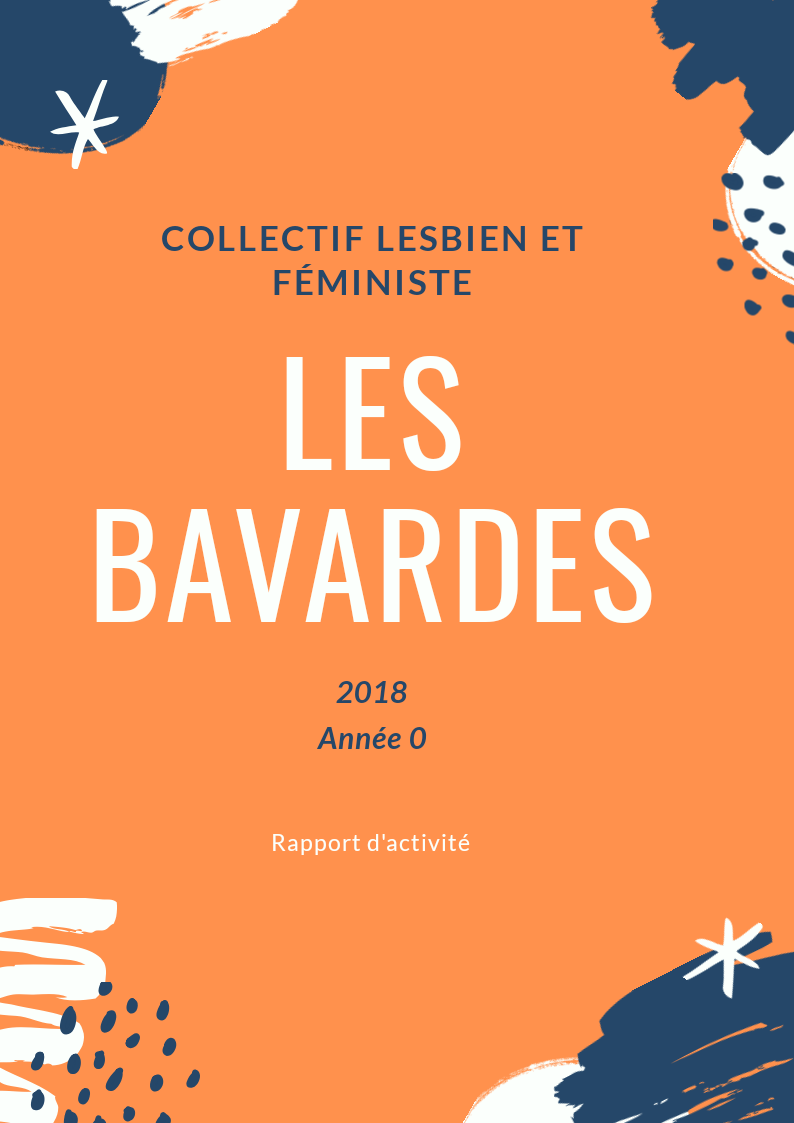 COLLECTIF LESBIEN ET
FÉMINISTE
LES
BAVARDES
2018
Année 0
Rapport d'activité